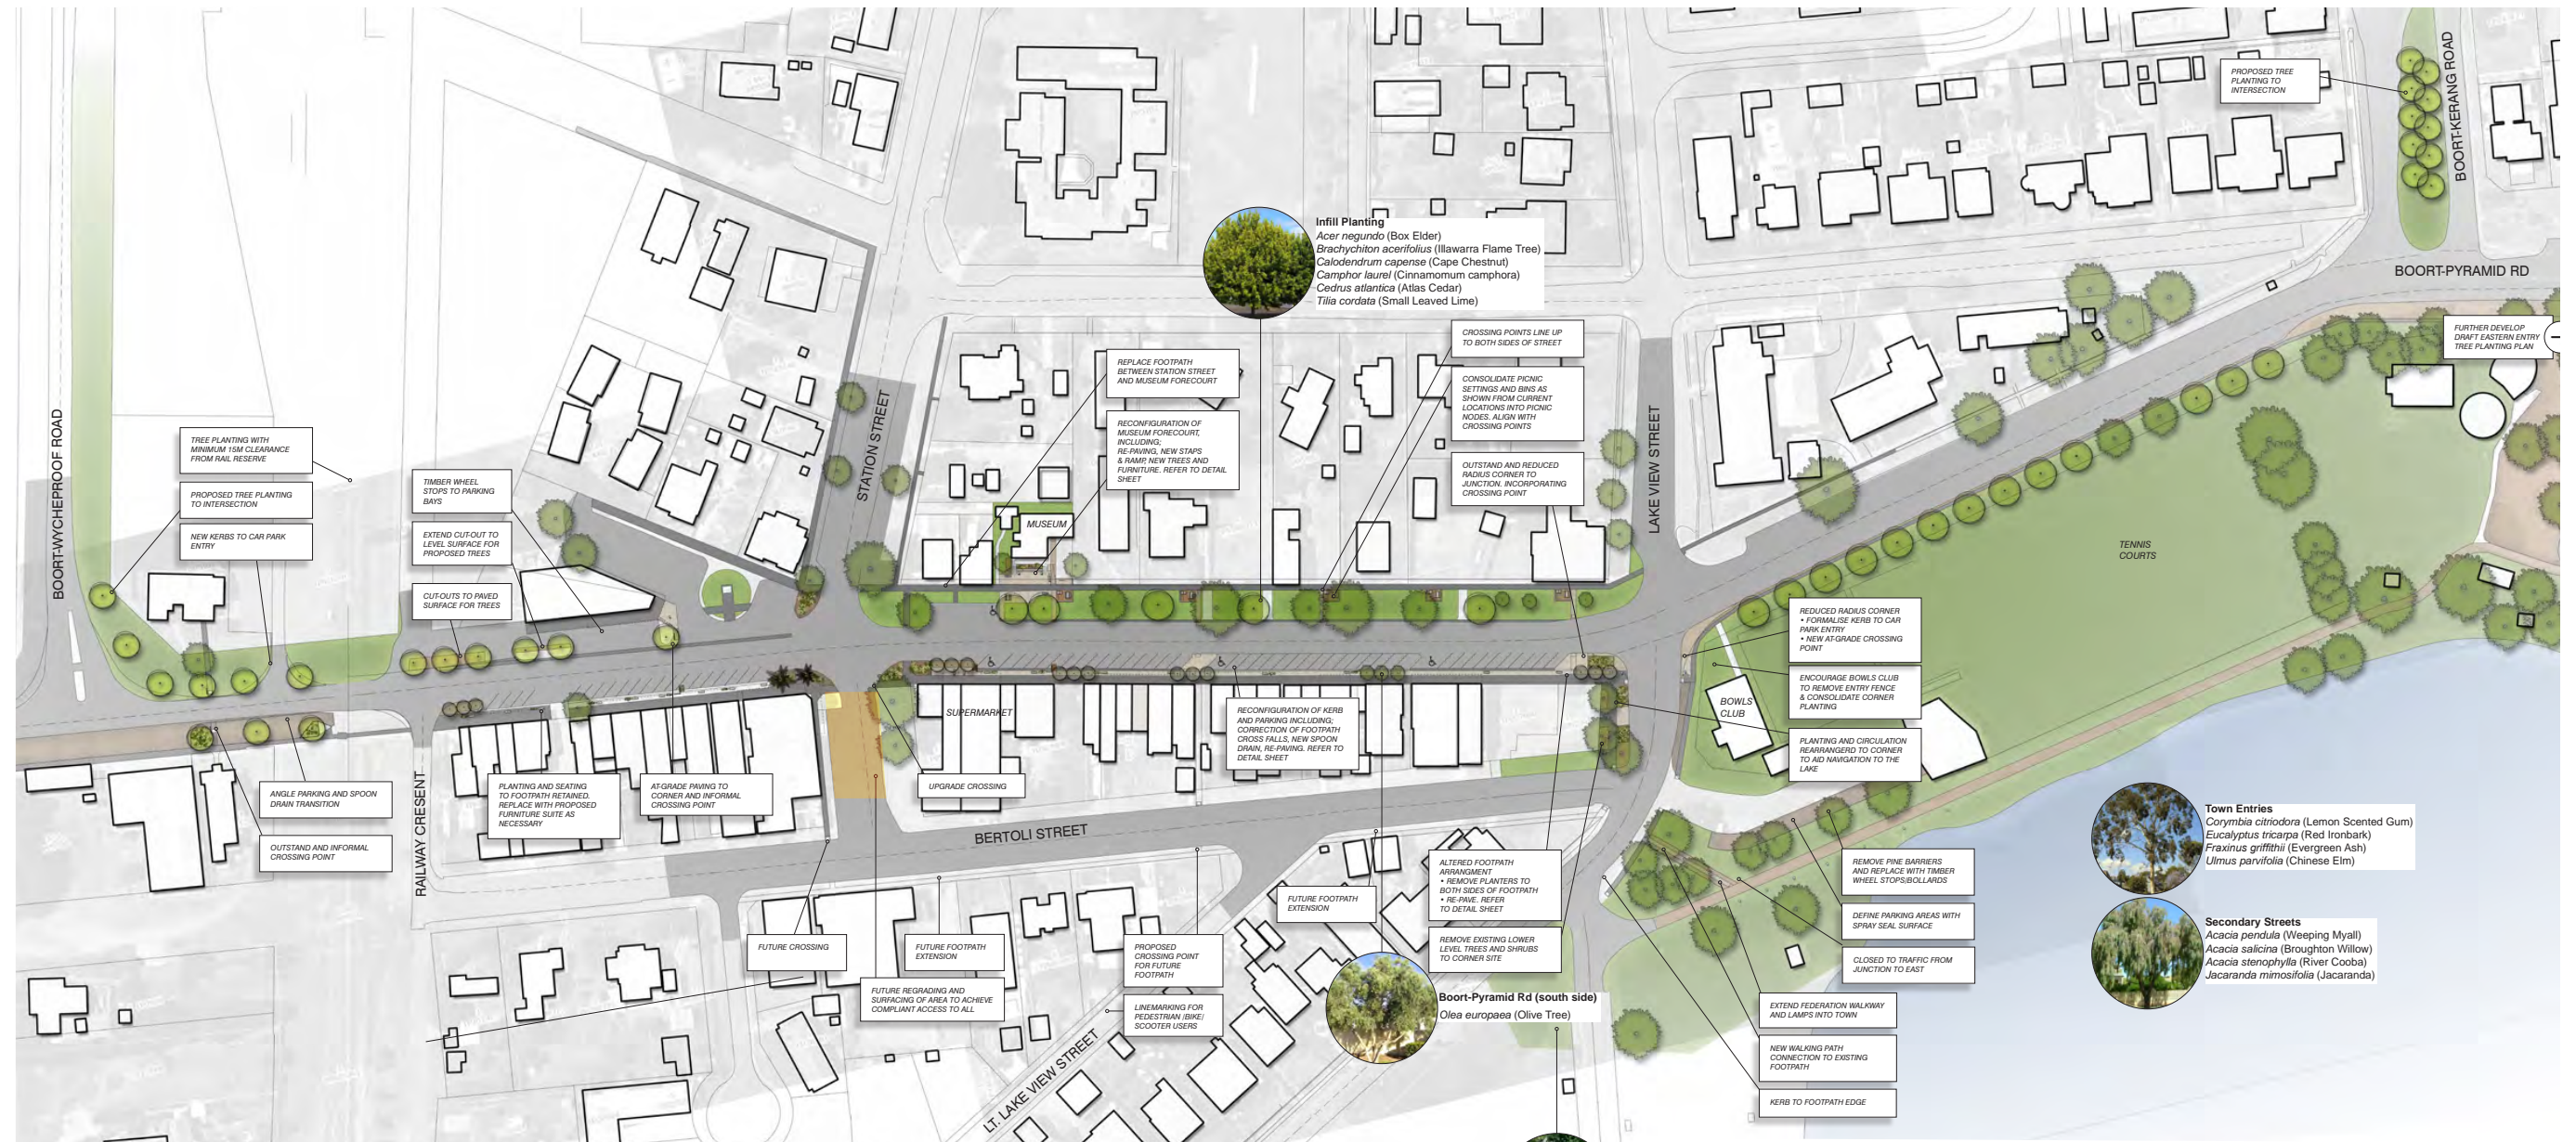 PROPOSED TREE
PLANTING TO
INTERSECTION
BOORT-KERANG ROAD
BOORT-PYRAMID RD
Infill Planting
Acer negundo (Box Elder)
Brachychiton acerifolius (Illawarra Flame Tree)
Calodendrum capense (Cape Chestnut)
Camphor laurel (Cinnamomum camphora)
Cedrus atlantica (Atlas Cedar)
Tilia cordata (Small Leaved Lime)
FURTHER DEVELOP
DRAFT EASTERN ENTRY
TREE PLANTING PLAN
CROSSING POINTS LINE UP
TO BOTH SIDES OF STREET
REPLACE FOOTPATH
BETWEEN STATION STREET
AND MUSEUM FORECOURT
CONSOLIDATE PICNIC
SETTINGS AND BINS AS
SHOWN FROM CURRENT
LOCATIONS INTO PICNIC
NODES. ALIGN WITH
CROSSING POINTS
RECONFIGURATION OF
MUSEUM FORECOURT,
INCLUDING;
RE-PAVING, NEW STAPS
& RAMP, NEW TREES AND
FURNITURE. REFER TO DETAIL
SHEET
OUTSTAND AND REDUCED
RADIUS CORNER TO
JUNCTION. INCORPORATING
CROSSING POINT
BOORT-WYCHEPROOF ROAD
STATION STREET
LAKE VIEW STREET
TREE PLANTING WITH
MINIMUM 15M CLEARANCE
FROM RAIL RESERVE
PROPOSED TREE PLANTING
TO INTERSECTION
NEW KERBS TO CAR PARK
ENTRY
TIMBER WHEEL
STOPS TO PARKING
BAYS
EXTEND CUT-OUT TO
LEVEL SURFACE FOR
PROPOSED TREES
CUT-OUTS TO PAVED
SURFACE FOR TREES
MUSEUM
TENNIS
COURTS
REDUCED RADIUS CORNER
• FORMALISE KERB TO CAR
PARK ENTRY
• NEW AT-GRADE CROSSING
POINT
ENCOURAGE BOWLS CLUB
TO REMOVE ENTRY FENCE
& CONSOLIDATE CORNER
PLANTING
BOWLS
CLUB
PLANTING AND CIRCULATION
REARRANGERD TO CORNER
TO AID NAVIGATION TO THE
LAKE
SUPERMARKET
RECONFIGURATION OF KERB
AND PARKING INCLUDING;
CORRECTION OF FOOTPATH
CROSS FALLS, NEW SPOON
DRAIN, RE-PAVING. REFER TO
DETAIL SHEET
ANGLE PARKING AND SPOON
DRAIN TRANSITION
OUTSTAND AND INFORMAL
CROSSING POINT
RAILWAY CRESENT
PLANTING AND SEATING
TO FOOTPATH RETAINED.
REPLACE WITH PROPOSED
FURNITURE SUITE AS
NECESSARY
AT-GRADE PAVING TO
CORNER AND INFORMAL
CROSSING POINT
UPGRADE CROSSING
BERTOLI STREET
Town Entries
Corymbia citriodora (Lemon Scented Gum)
Eucalyptus tricarpa (Red Ironbark)
Fraxinus griffithii (Evergreen Ash)
Ulmus parvifolia (Chinese Elm)
ALTERED FOOTPATH
ARRANGMENT
• REMOVE PLANTERS TO
BOTH SIDES OF FOOTPATH
• RE-PAVE. REFER
TO DETAIL SHEET
REMOVE PINE BARRIERS
AND REPLACE WITH TIMBER
WHEEL STOPS/BOLLARDS
FUTURE FOOTPATH
EXTENSION
DEFINE PARKING AREAS WITH
SPRAY SEAL SURFACE
Secondary Streets
Acacia pendula (Weeping Myall)
Acacia salicina (Broughton Willow)
Acacia stenophylla (River Cooba)
Jacaranda mimosifolia (Jacaranda)
FUTURE CROSSING
FUTURE FOOTPATH
EXTENSION
PROPOSED
CROSSING POINT
FOR FUTURE
FOOTPATH
REMOVE EXISTING LOWER
LEVEL TREES AND SHRUBS
TO CORNER SITE
CLOSED TO TRAFFIC FROM
JUNCTION TO EAST
FUTURE REGRADING AND
SURFACING OF AREA TO ACHIEVE
COMPLIANT ACCESS TO ALL
LINEMARKING FOR
PEDESTRIAN /BIKE/
SCOOTER USERS
Boort-Pyramid Rd (south side)
Olea europaea (Olive Tree)
EXTEND FEDERATION WALKWAY
AND LAMPS INTO TOWN
NEW WALKING PATH
CONNECTION TO EXISTING
FOOTPATH
LT. LAKE VIEW STREET
KERB TO FOOTPATH EDGE